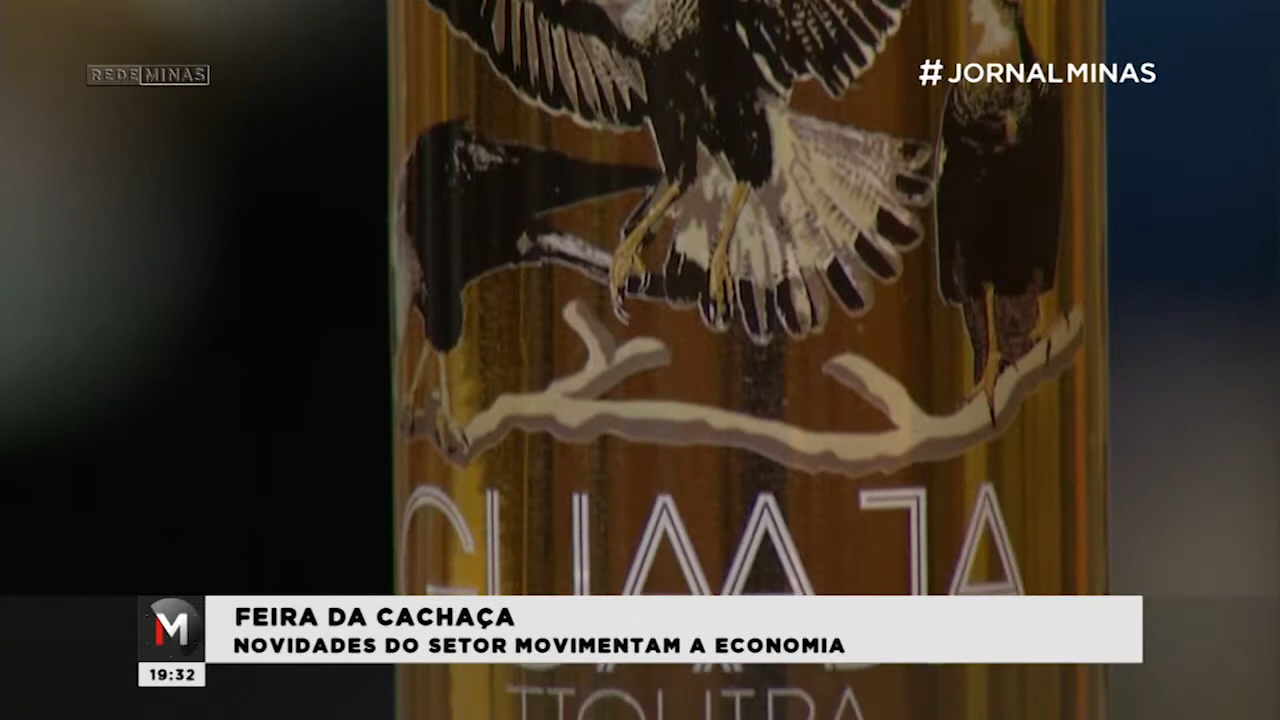 REDE MINAS
#JORNALMINAS
FEIRA DA CACHAÇA
NOVIDADES DO SETOR MOVIMENTAM A ECONOMIA
M
19:32